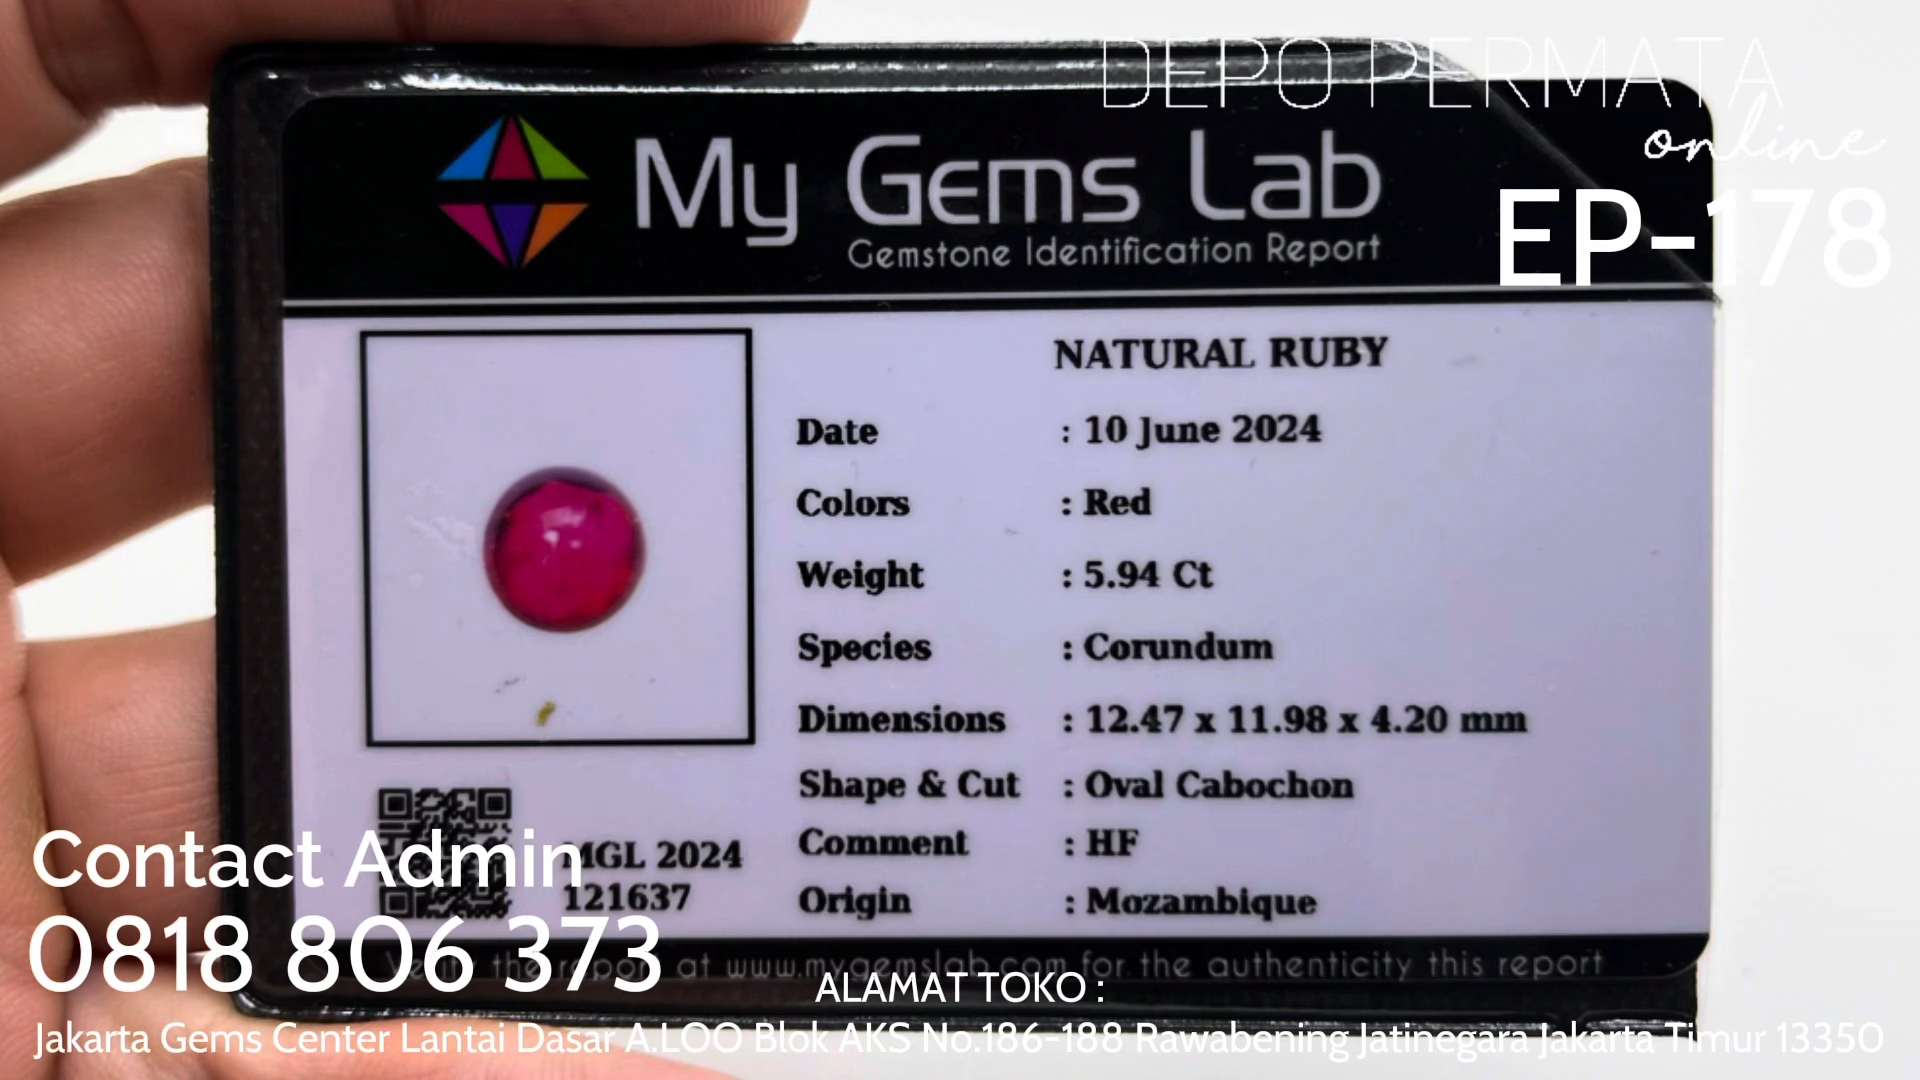 DEPO PERMATA
online
EP-178
My Gems Lab
Gemstone Identification Report
NATURAL RUBY
Date : 10 June 2024
Colors : Red
Weight : 5.94 Ct
Species : Corundum
Dimensions : 12.47 x 11.98 x 4.20 mm
Shape & Cut : Oval Cabochon
Comment : HF
Origin : Mozambique
MGL 2024
121637
Contact Admin
0818 806 373
Verify the report at www.mygemslab.com for the authenticity this report
ALAMAT TOKO :
Jakarta Gems Center Lantai Dasar A.LOO Blok AKS No.186-188 Rawabening Jatinegara Jakarta Timur 13350